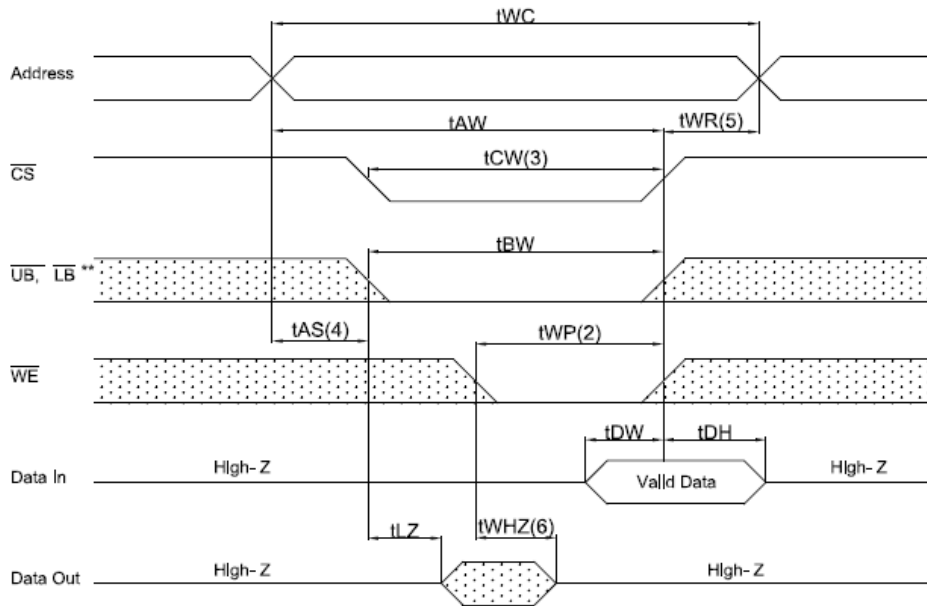 tWC
Address
tAW
tWR(5)
tCW(3)
CS
tBW
UB, LB **
tAS(4)
tWP(2)
WE
tDW
tDH
HIgh- Z
Data In
Valid Data
HIgh- Z
tLZ
tWHZ(6)
HIgh- Z
Data Out
HIgh- Z